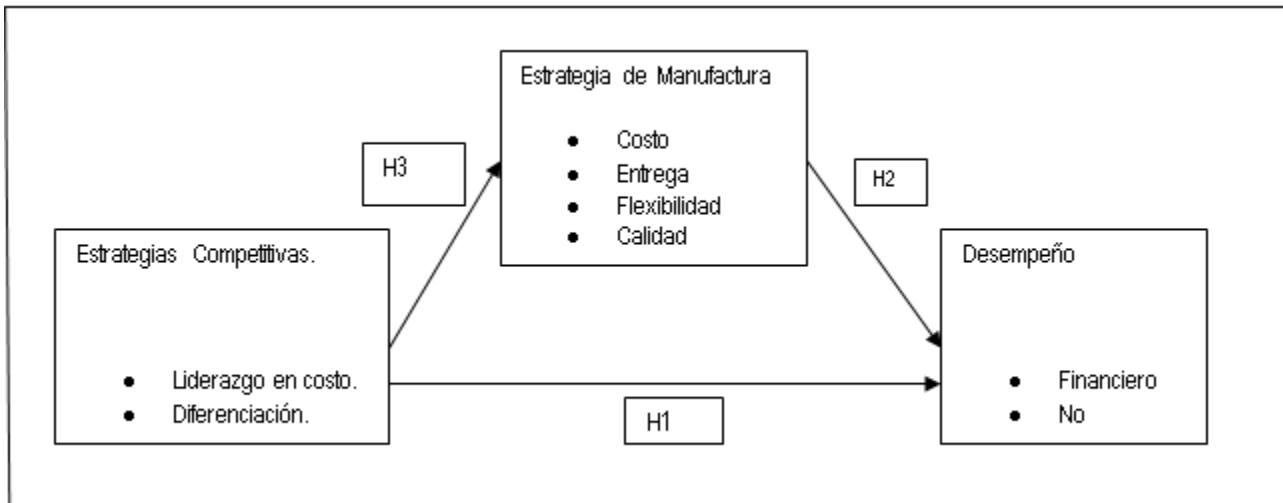 Estrategia de Manufactura
• Costo
• Entrega
• Flexibilidad
• Calidad
H3
H2
Estrategias Competitivas.
• Liderazgo en costo.
• Diferenciación.
Desempeño
• Financiero
• No
H1